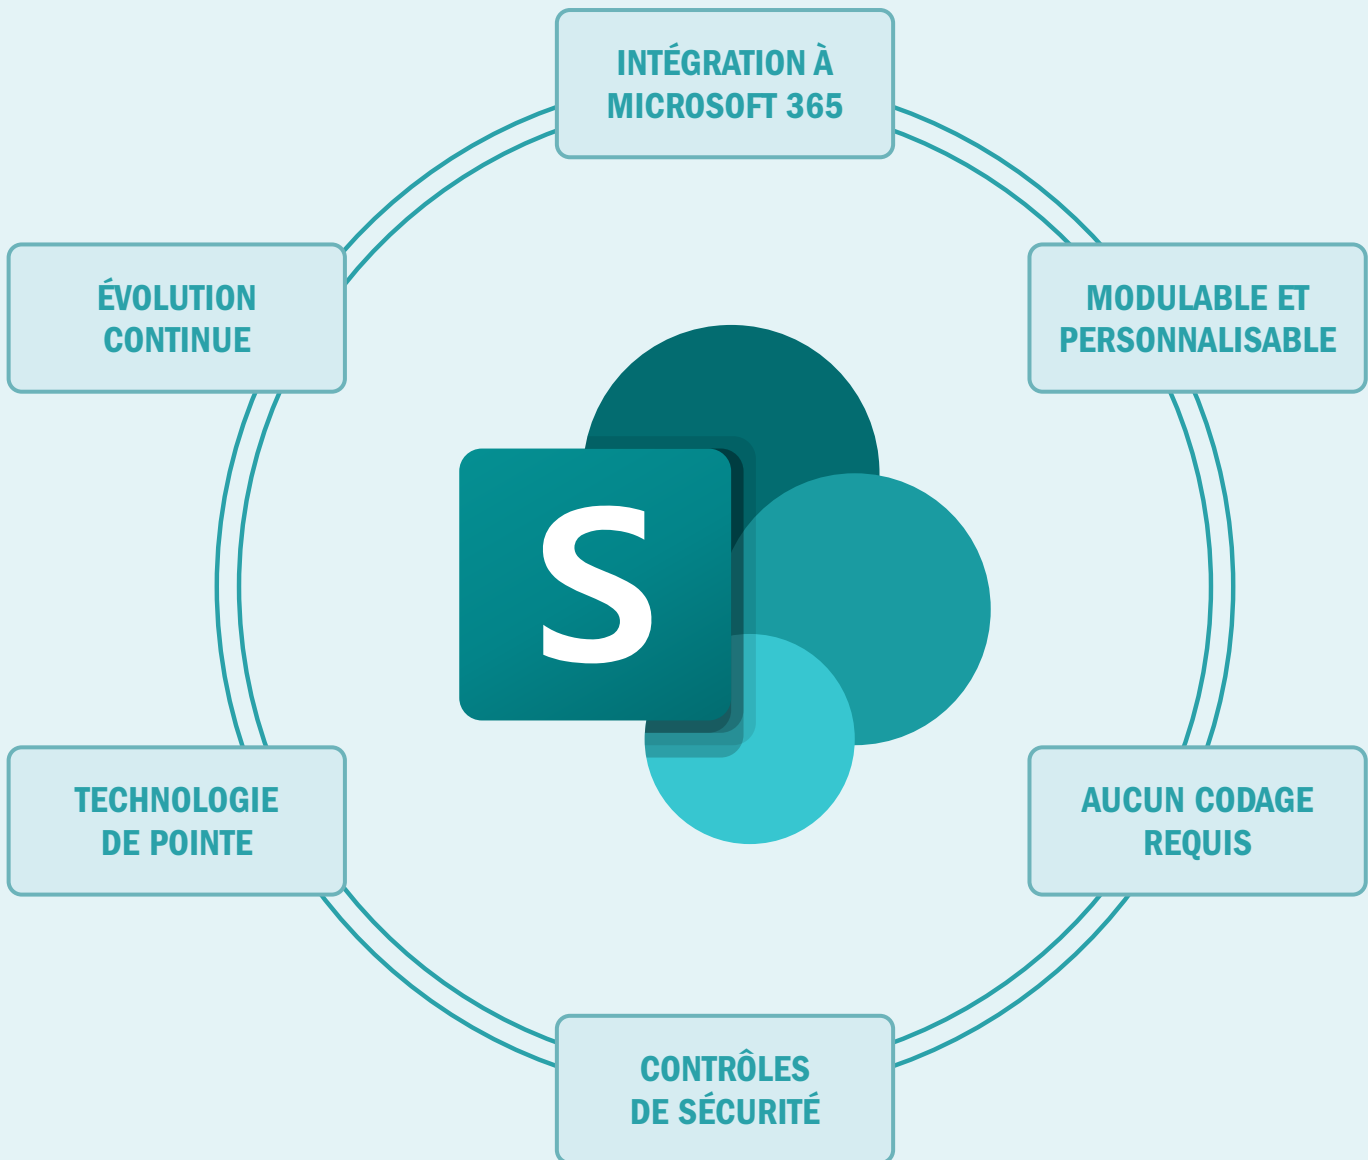 INTÉGRATION À
MICROSOFT 365
ÉVOLUTION
CONTINUE
MODULABLE ET
PERSONNALISABLE
S
TECHNOLOGIE
DE POINTE
AUCUN CODAGE
REQUIS
CONTRÔLES
DE SÉCURITÉ